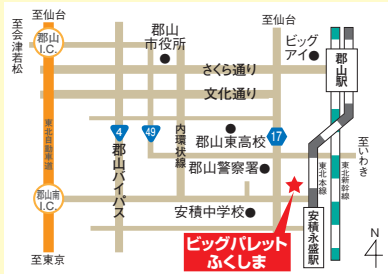 至仙台
至仙台
至会津若松
郡山
I.C.
郡山
市役所
ビッグ
アイ
郡山駅
さくら通り
文化通り
東北自動車道
4
49
17
内環状線
郡山東高校
郡山バイパス
郡山警察署
至いわき
東北本線
東北新幹線
郡山南
I.C.
安積中学校
安積永盛駅
ビッグパレット
ふくしま
至東京
N
4